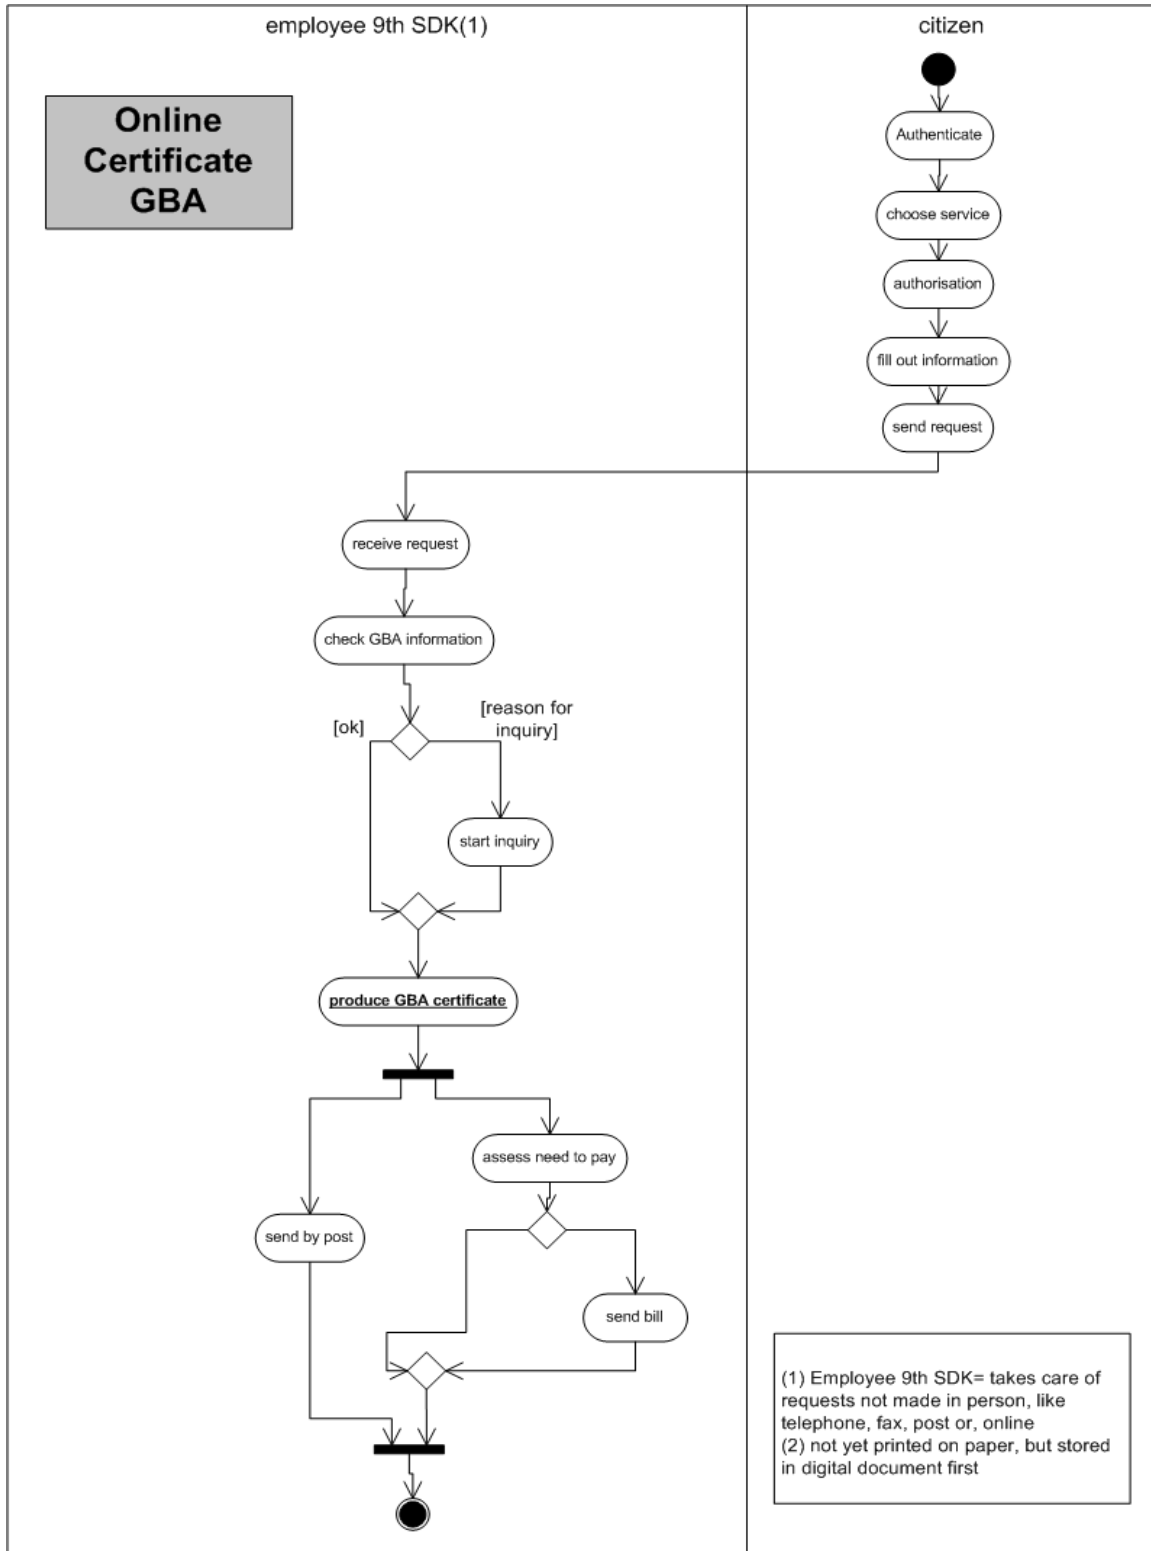 employee 9th SDK(1)
citizen
Online
Certificate
GBA
Authenticate
choose service
authorisation
fill out information
send request
receive request
check GBA information
[ok]
[reason for
inquiry]
start inquiry
produce GBA certificate
assess need to pay
send by post
send bill
(1) Employee 9th SDK= takes care of
requests not made in person, like
telephone, fax, post or, online
(2) not yet printed on paper, but stored
in digital document first